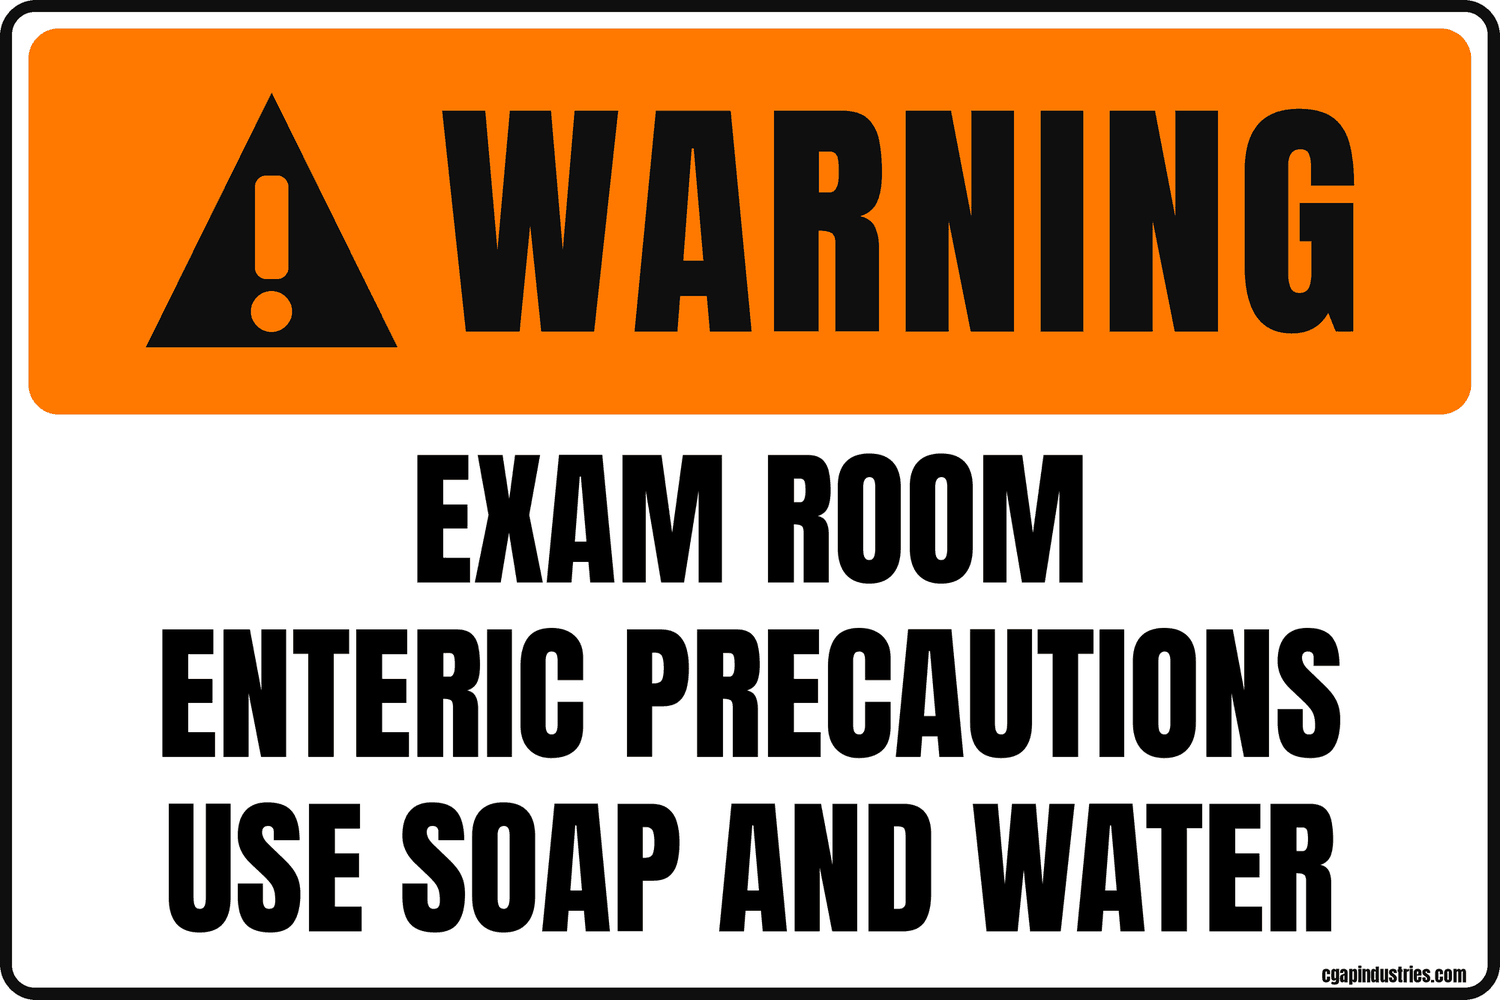 WARNING
EXAM ROOM
ENTERIC PRECAUTIONS
USE SOAP AND WATER
cgapindustries.com